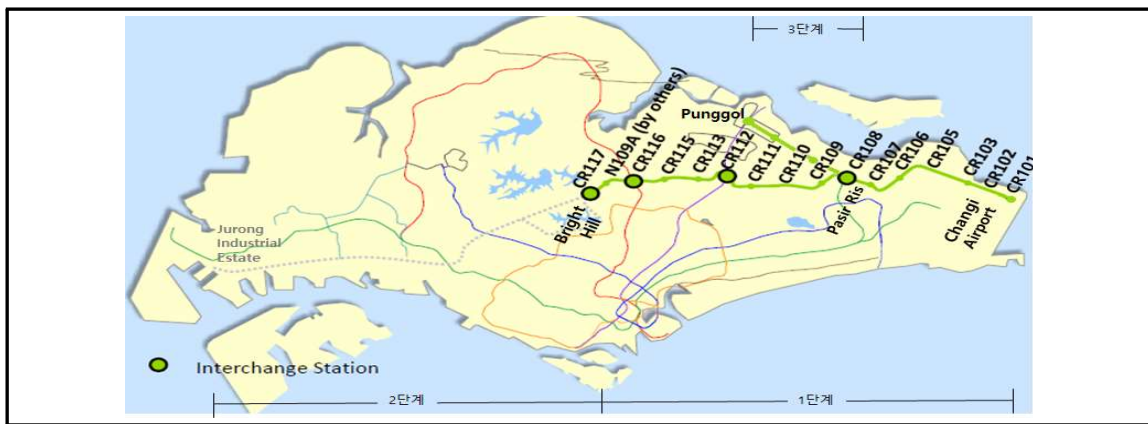 3단계
Punggol
CR117
N109A (by others)
CR116
CR115
CR113
CR112
CR111
CR110
CR109
CR108
CR107
CR106
CR105
CR103
CR102
CR101
Bright
Hill
Pasir Ris
Changi
Airport
Jurong
Industrial
Estate
Interchange Station
2단계
1단계